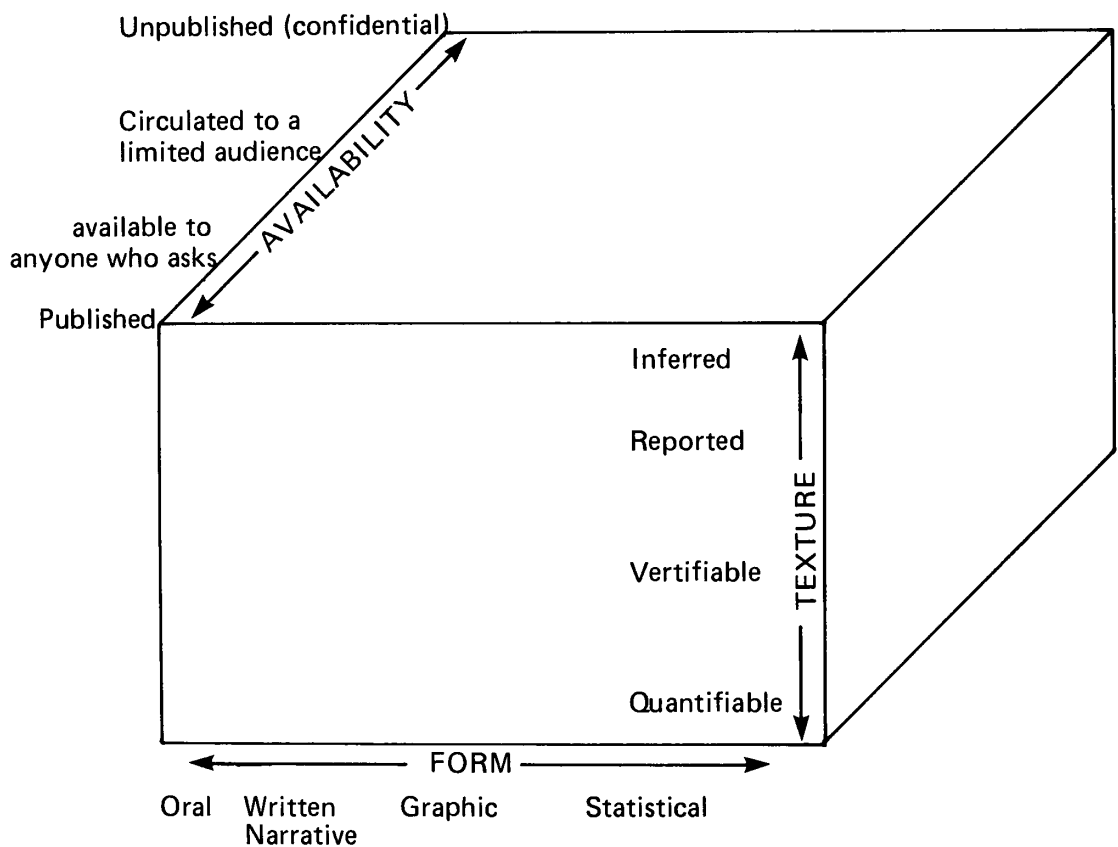 Unpublished (confidential)
Circulated to a
limited audience
AVAILABILITY
available to
anyone who asks
Published
Inferred
Reported
TEXTURE
Vertifiable
Quantifiable
FORM
Oral
Written
Narrative
Graphic
Statistical